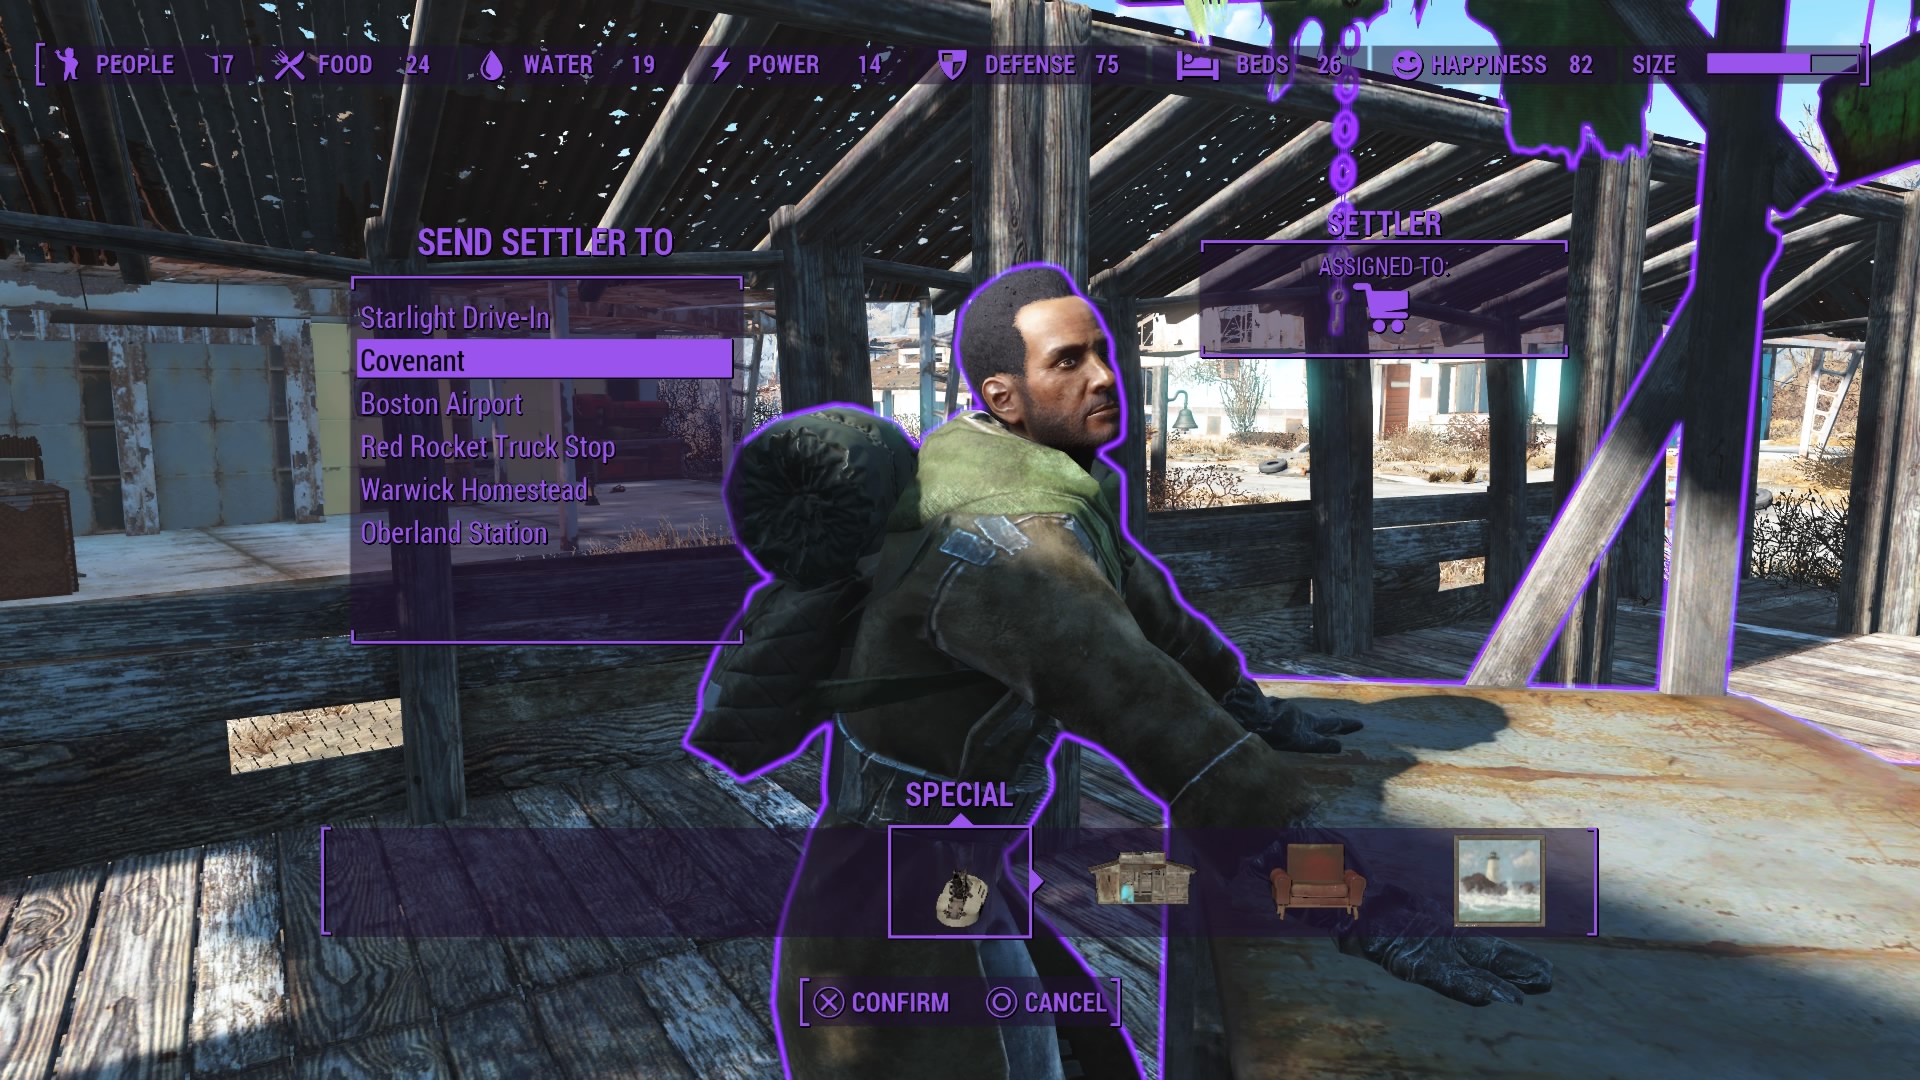 PEOPLE 17 FOOD 24 WATER 19 POWER 14 DEFENSE 75 BEDS 26 HAPPINESS 82 SIZE
SEND SETTLER TO
Starlight Drive-In
Covenant
Boston Airport
Red Rocket Truck Stop
Warwick Homestead
Oberland Station
SETTLER
ASSIGNED TO:
SPECIAL
CONFIRM CANCEL